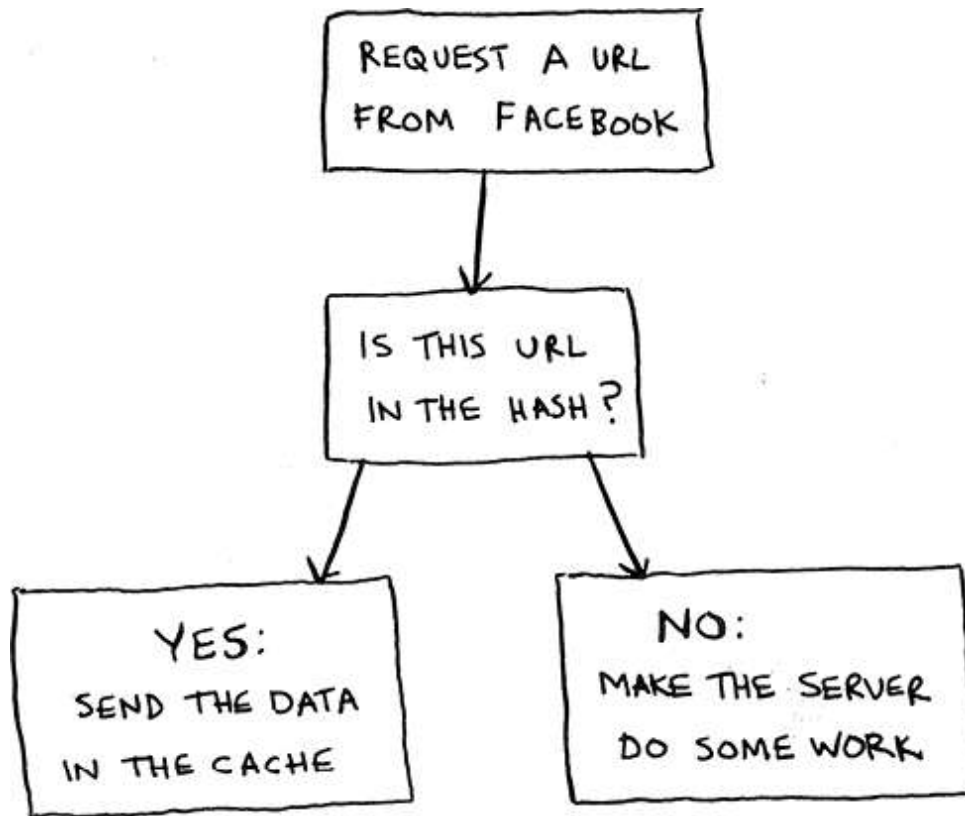 REQUEST A URL
FROM FACEBOOK
IS THIS URL
IN THE HASH?
YES:
SEND THE DATA
IN THE CACHE
NO:
MAKE THE SERVER
DO SOME WORK